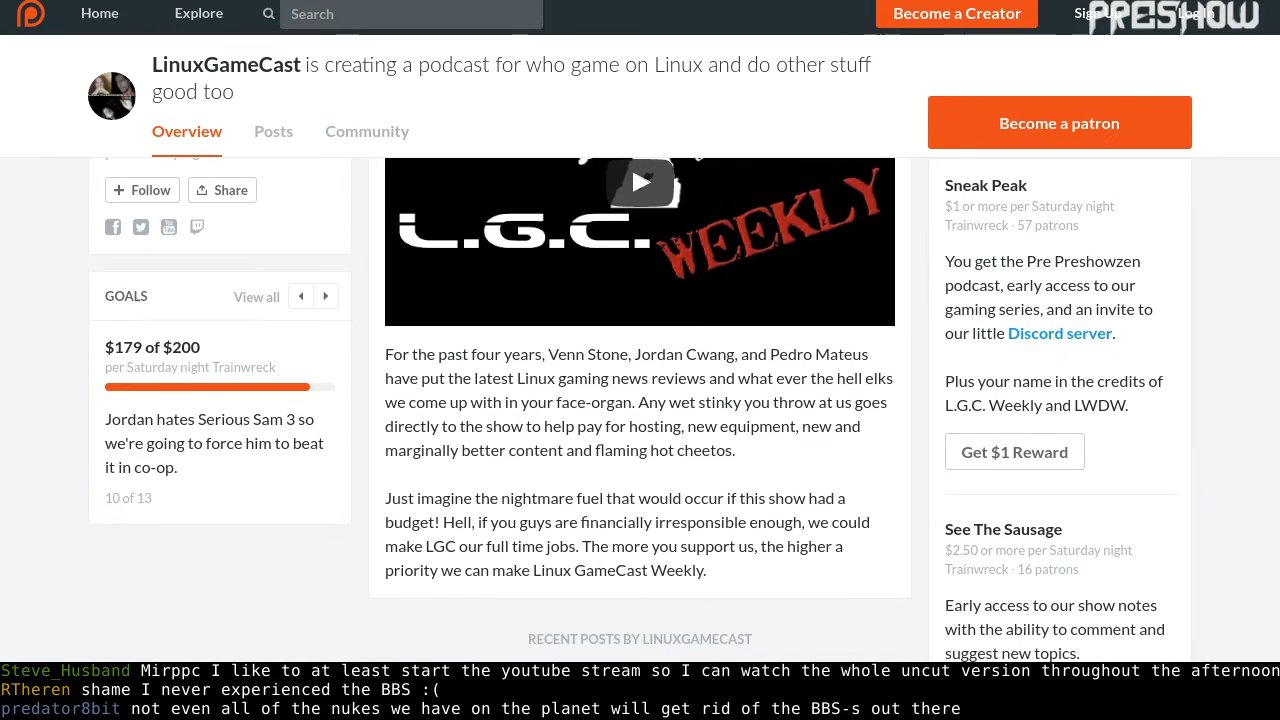 Home
Explore
Search
Become a Creator
Sign Up
Log In
PRESHOW
LinuxGameCast is creating a podcast for who game on Linux and do other stuff
good too
Overview
Posts
Community
Become a patron
Follow
Share
GOALS
View all
$179 of $200
per Saturday night Trainwreck
Jordan hates Serious Sam 3 so
we're going to force him to beat
it in co-op.
10 of 13
L.G.C. WEEKLY
For the past four years, Venn Stone, Jordan Cwang, and Pedro Mateus
have put the latest Linux gaming news reviews and what ever the hell elks
we come up with in your face-organ. Any wet stinky you throw at us goes
directly to the show to help pay for hosting, new equipment, new and
marginally better content and flaming hot cheetos.
Just imagine the nightmare fuel that would occur if this show had a
budget! Hell, if you guys are financially irresponsible enough, we could
make LGC our full time jobs. The more you support us, the higher a
priority we can make Linux GameCast Weekly.
RECENT POSTS BY LINUXGAMECAST
Sneak Peak
$1 or more per Saturday night
Trainwreck · 57 patrons
You get the Pre Preshowzen
podcast, early access to our
gaming series, and an invite to
our little Discord server.
Plus your name in the credits of
L.G.C. Weekly and LWDW.
Get $1 Reward
See The Sausage
$2.50 or more per Saturday night
Trainwreck · 16 patrons
Early access to our show notes
with the ability to comment and
suggest new topics.
Steve_Husband Mirppc I like to at least start the youtube stream so I can watch the whole uncut version throughout the afternoon
RTheren shame I never experienced the BBS :(
predator8bit not even all of the nukes we have on the planet will get rid of the BBS-s out there